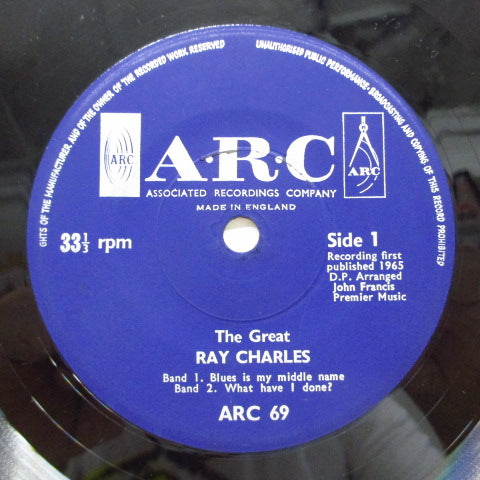 GHTS OF THE MANUFACTURER, AND OF THE OWNER OF THE RECORDED WORK RESERVED
UNAUTHORISED PUBLIC PERFORMANCE, BROADCASTING AND COPYING OF THIS RECORD PROHIBITED
ARC
ARC
ARC
ASSOCIATED RECORDINGS COMPANY
MADE IN ENGLAND
33⅓ rpm
Side 1
Recording first
published 1965
D.P. Arranged
John Francis
Premier Music
The Great
RAY CHARLES
Band 1. Blues is my middle name
Band 2. What have I done?
ARC 69